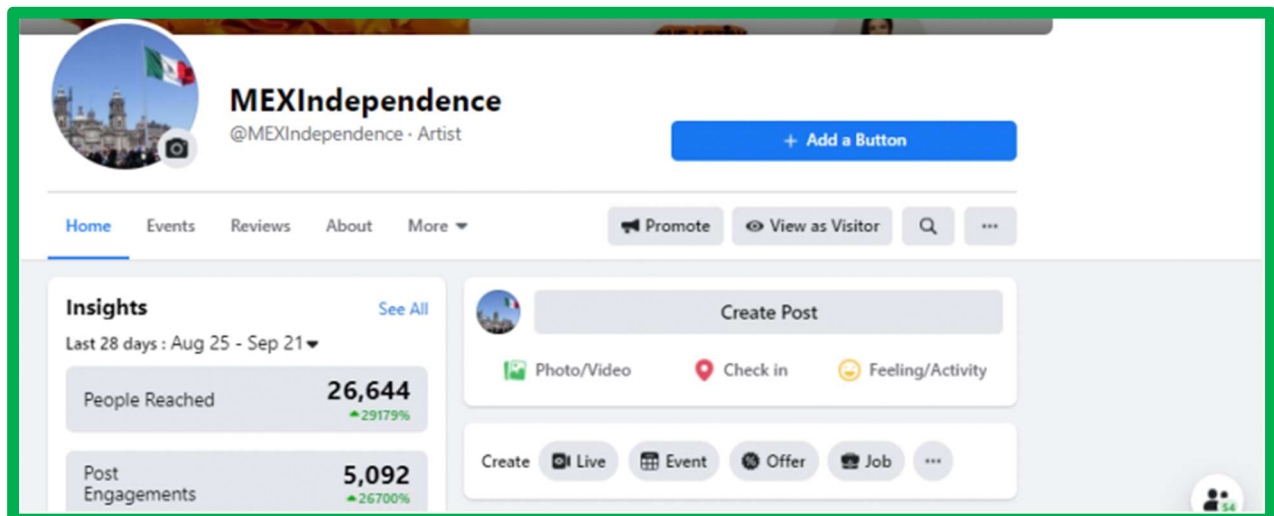 MEXIndependence
@MEXIndependence · Artist
+ Add a Button
Home Events Reviews About More
Promote View as Visitor ...
Insights See All
Last 28 days : Aug 25 - Sep 21
People Reached 26,644
29179%
Post Engagements 5,092
26700%
Create Post
Photo/Video Check in Feeling/Activity
Create Live Event Offer Job ...
54